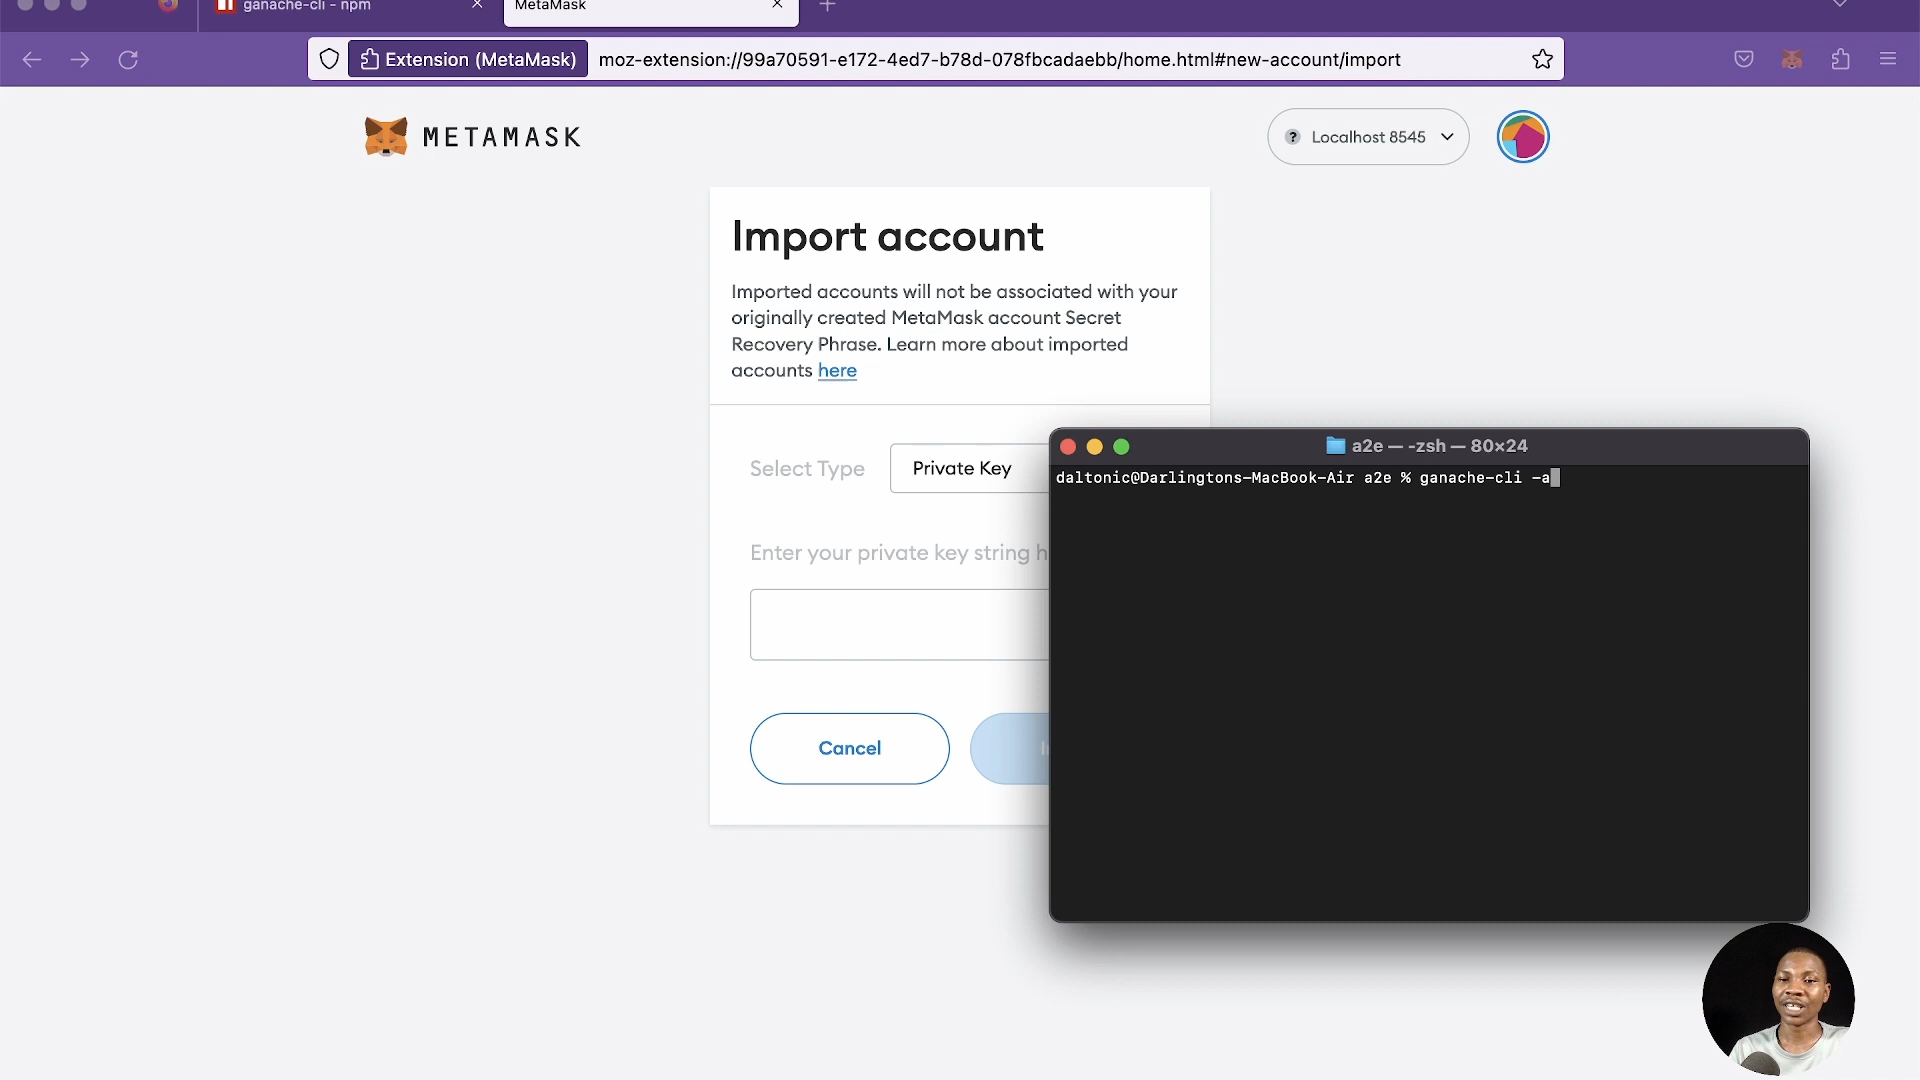 ganache-cli - npm
MetaMask
Extension (MetaMask)
moz-extension://99a70591-e172-4ed7-b78d-078fbcadaebb/home.html#new-account/import
METAMASK
? Localhost 8545
Import account
Imported accounts will not be associated with your
originally created MetaMask account Secret
Recovery Phrase. Learn more about imported
accounts here
Select Type
Private Key
Enter your private key string
Cancel
a2e — -zsh — 80×24
daltonic@Darlingtons-MacBook-Air a2e % ganache-cli -a